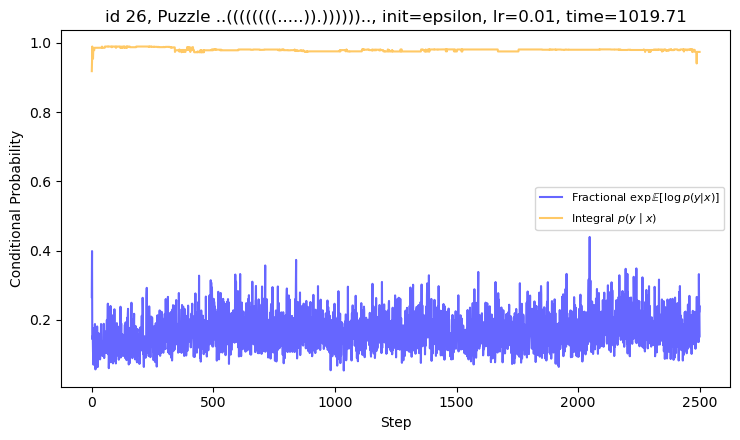 id 26, Puzzle ..((((((((.....)).)))))).., init=epsilon, lr=0.01, time=1019.71
Conditional Probability
1.0
0.8
0.6
0.4
0.2
Fractional exp𝔼[log p(y|x)]
Integral p(y | x)
0
500
1000
1500
2000
2500
Step